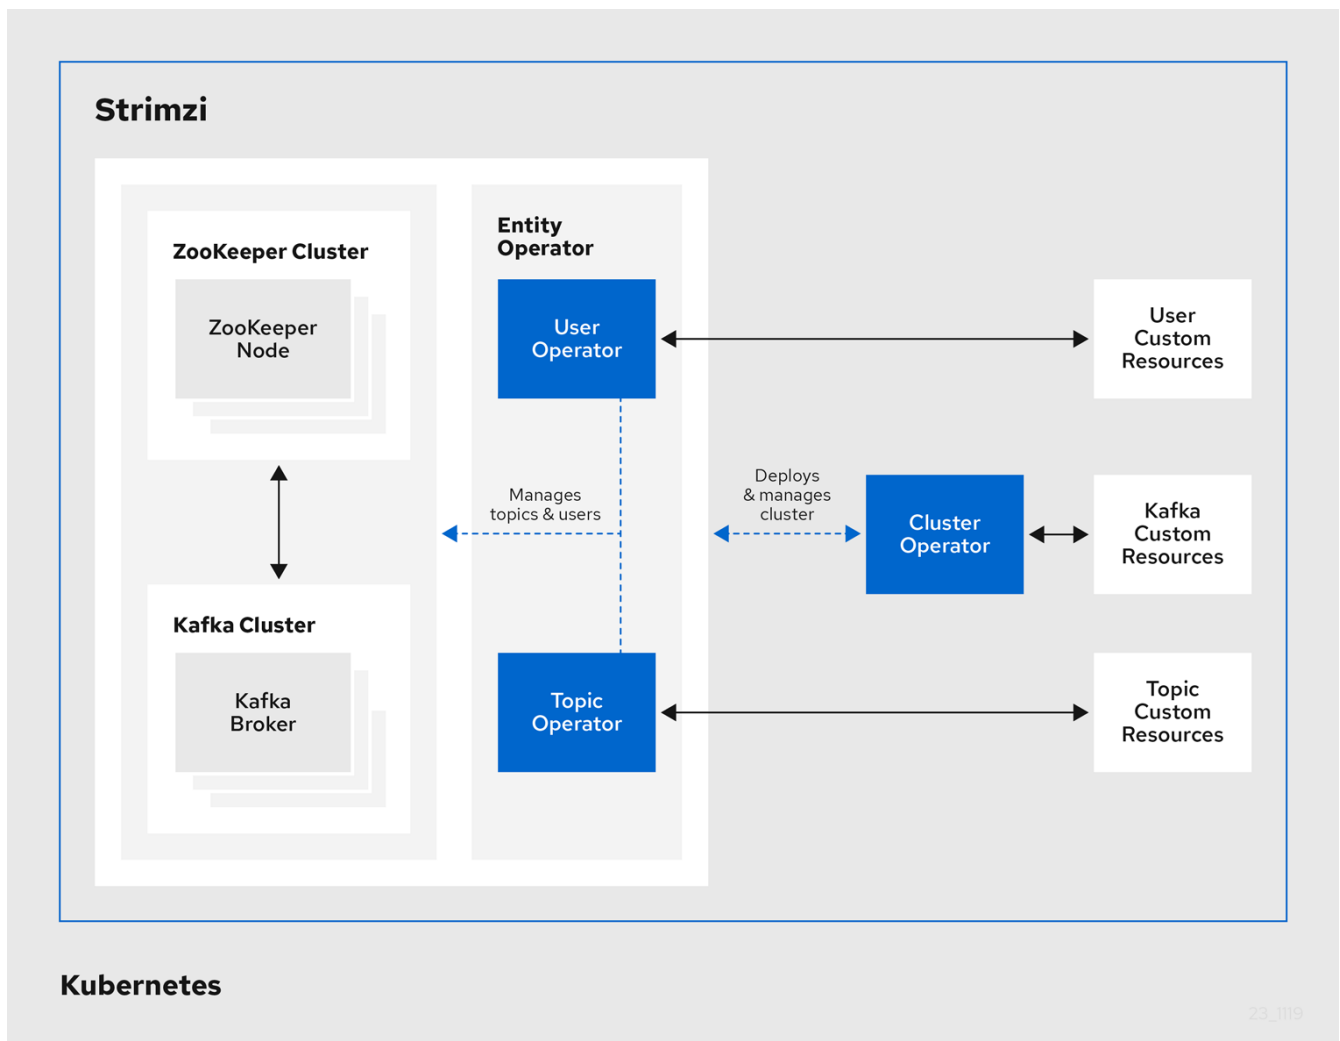 Strimzi
ZooKeeper Cluster
ZooKeeper
Node
Kafka Cluster
Kafka
Broker
Entity
Operator
User
Operator
Manages
topics & users
Topic
Operator
Deploys
& manages
cluster
Cluster
Operator
User
Custom
Resources
Kafka
Custom
Resources
Topic
Custom
Resources
Kubernetes
23_1119